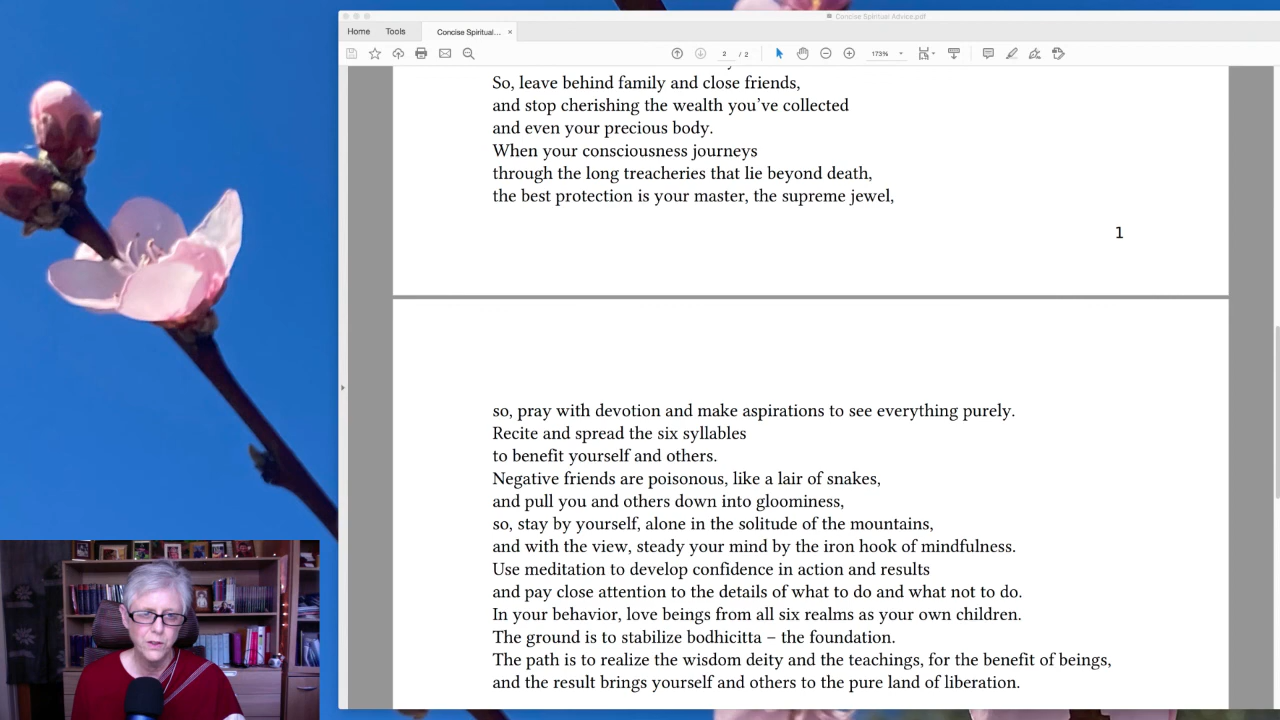 Concise Spiritual Advice.pdf
Home Tools Concise Spiritual... ×
2 / 2 173%
So, leave behind family and close friends,
and stop cherishing the wealth you’ve collected
and even your precious body.
When your consciousness journeys
through the long treacheries that lie beyond death,
the best protection is your master, the supreme jewel,
1
so, pray with devotion and make aspirations to see everything purely.
Recite and spread the six syllables
to benefit yourself and others.
Negative friends are poisonous, like a lair of snakes,
and pull you and others down into gloominess,
so, stay by yourself, alone in the solitude of the mountains,
and with the view, steady your mind by the iron hook of mindfulness.
Use meditation to develop confidence in action and results
and pay close attention to the details of what to do and what not to do.
In your behavior, love beings from all six realms as your own children.
The ground is to stabilize bodhicitta – the foundation.
The path is to realize the wisdom deity and the teachings, for the benefit of beings,
and the result brings yourself and others to the pure land of liberation.